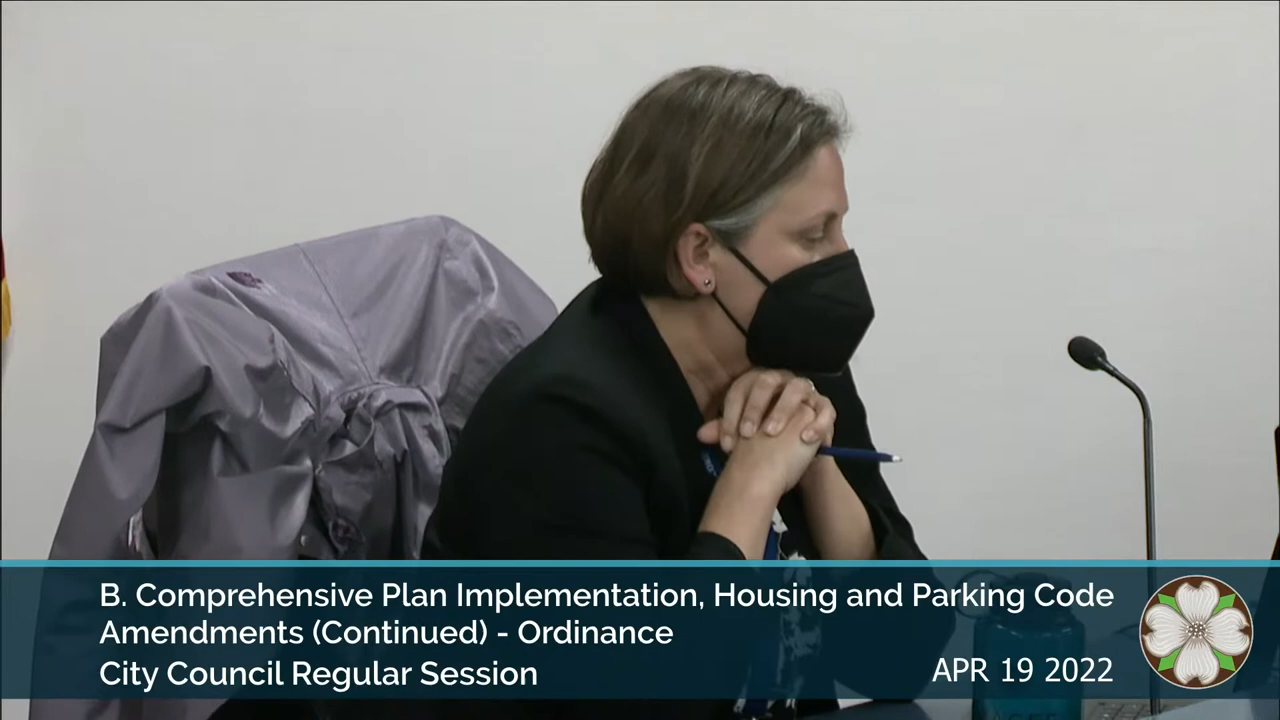 B. Comprehensive Plan Implementation, Housing and Parking Code
Amendments (Continued) - Ordinance
City Council Regular Session
APR 19 2022